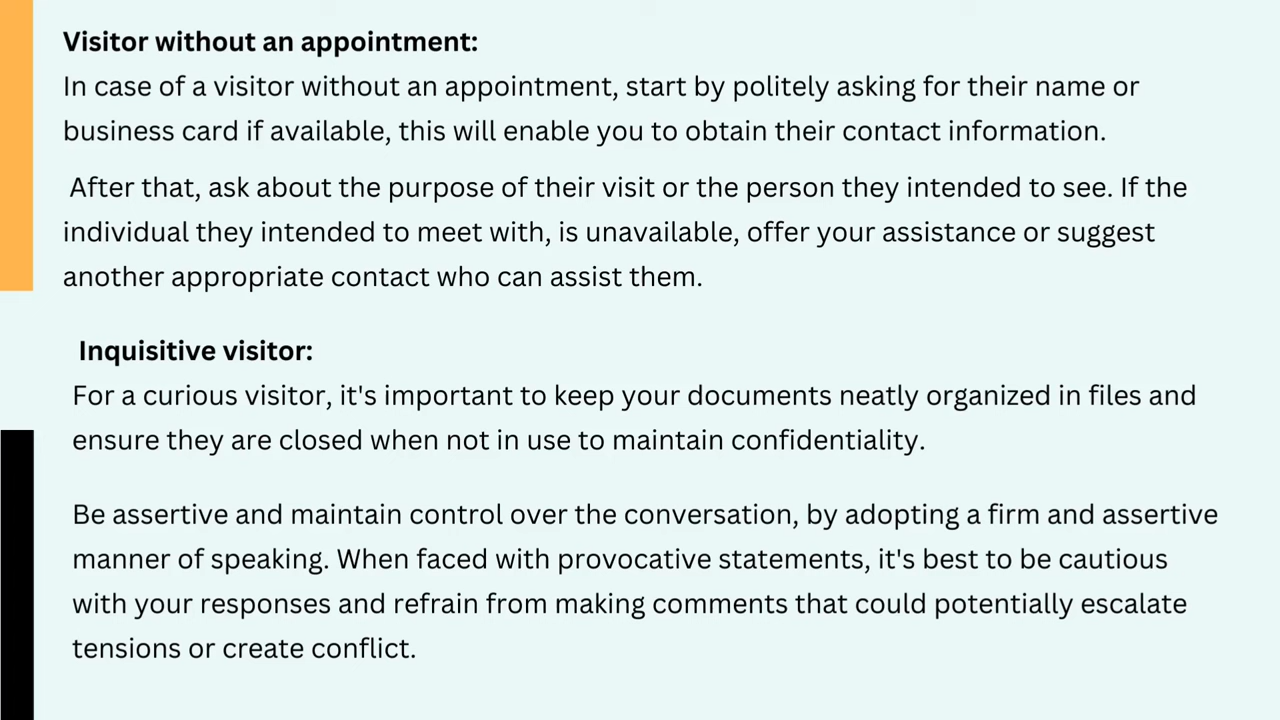 Visitor without an appointment:
In case of a visitor without an appointment, start by politely asking for their name or
business card if available, this will enable you to obtain their contact information.
After that, ask about the purpose of their visit or the person they intended to see. If the
individual they intended to meet with, is unavailable, offer your assistance or suggest
another appropriate contact who can assist them.
Inquisitive visitor:
For a curious visitor, it's important to keep your documents neatly organized in files and
ensure they are closed when not in use to maintain confidentiality.
Be assertive and maintain control over the conversation, by adopting a firm and assertive
manner of speaking. When faced with provocative statements, it's best to be cautious
with your responses and refrain from making comments that could potentially escalate
tensions or create conflict.